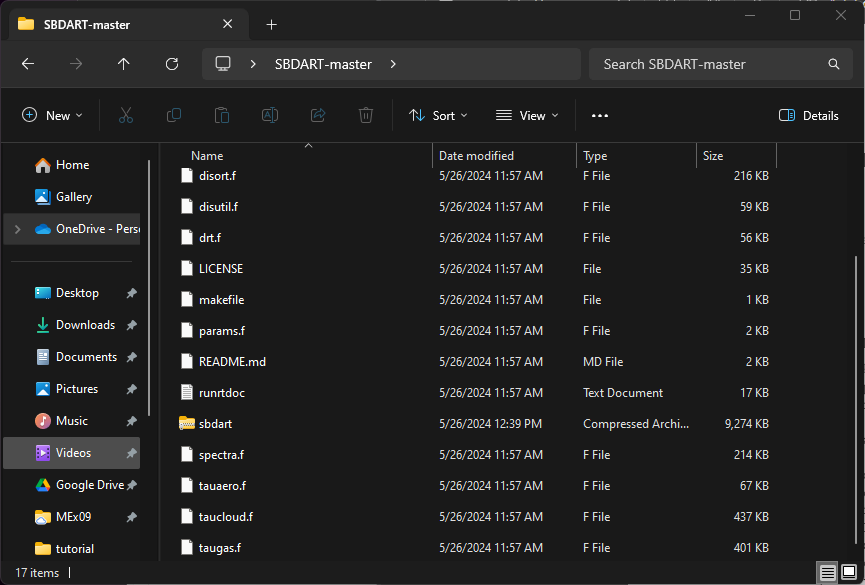 SBDART-master
SBDART-master
Search SBDART-master
New
Sort
View
Details
Home
Gallery
OneDrive - Perso
Desktop
Downloads
Documents
Pictures
Music
Videos
Google Drive
MEx09
tutorial
Name Date modified Type Size
disort.f 5/26/2024 11:57 AM F File 216 KB
disutil.f 5/26/2024 11:57 AM F File 59 KB
drt.f 5/26/2024 11:57 AM F File 56 KB
LICENSE 5/26/2024 11:57 AM File 35 KB
makefile 5/26/2024 11:57 AM File 1 KB
params.f 5/26/2024 11:57 AM F File 2 KB
README.md 5/26/2024 11:57 AM MD File 2 KB
runrtdoc 5/26/2024 11:57 AM Text Document 17 KB
sbdart 5/26/2024 12:39 PM Compressed Archi... 9,274 KB
spectra.f 5/26/2024 11:57 AM F File 214 KB
tauaero.f 5/26/2024 11:57 AM F File 67 KB
taucloud.f 5/26/2024 11:57 AM F File 437 KB
taugas.f 5/26/2024 11:57 AM F File 401 KB
17 items